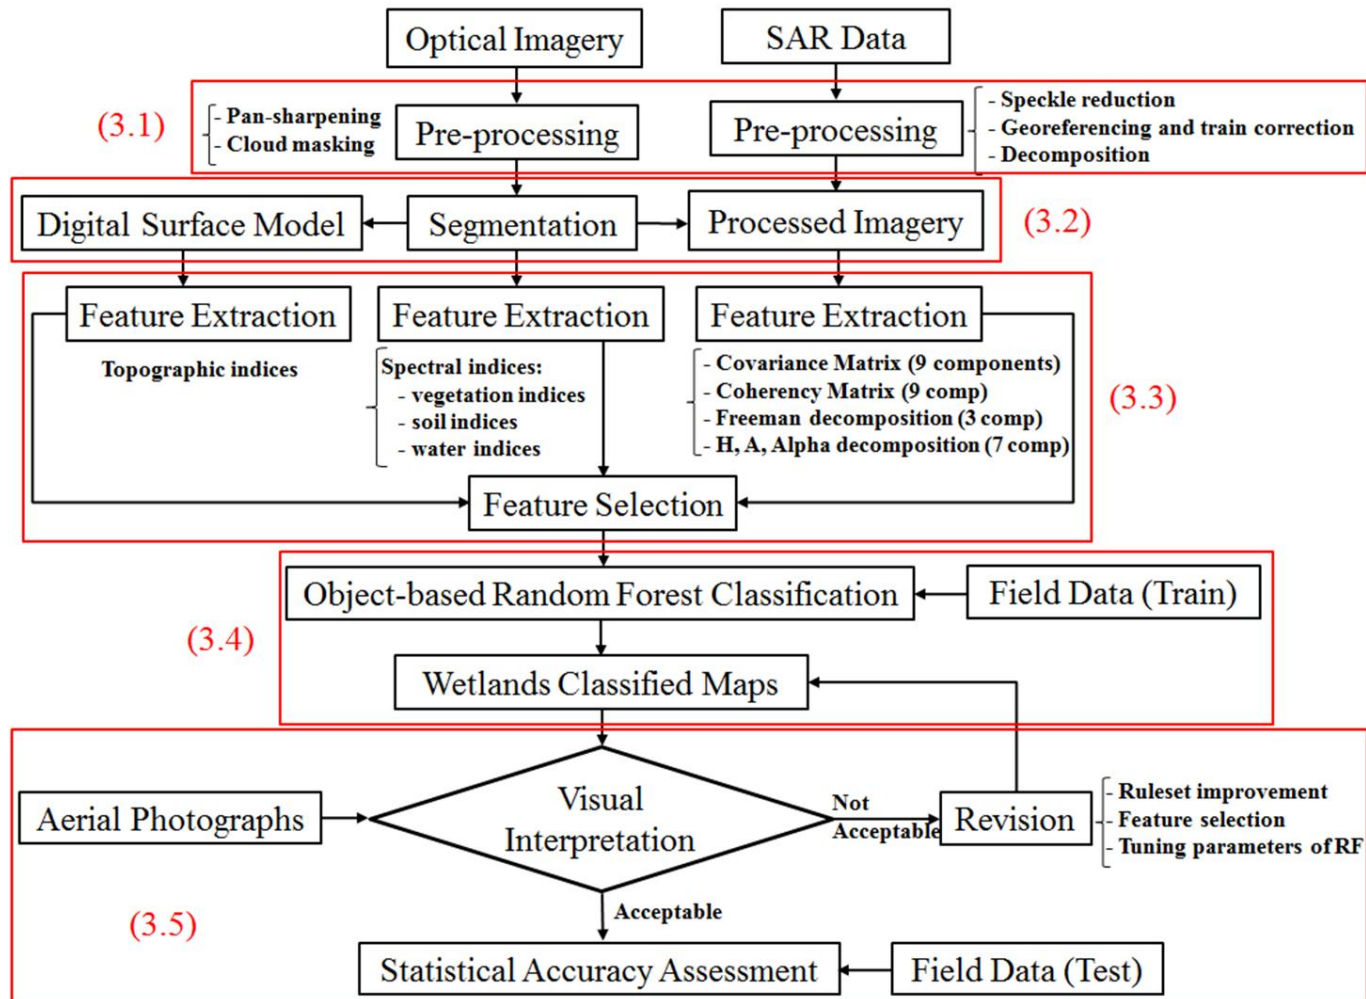 Optical Imagery
SAR Data
(3.1)
- Pan-sharpening
- Cloud masking
Pre-processing
Pre-processing
- Speckle reduction
- Georeferencing and train correction
- Decomposition
Digital Surface Model
Segmentation
Processed Imagery
(3.2)
Feature Extraction
Feature Extraction
Feature Extraction
Topographic indices
Spectral indices:
- vegetation indices
- soil indices
- water indices
- Covariance Matrix (9 components)
- Coherency Matrix (9 comp)
- Freeman decomposition (3 comp)
- H, A, Alpha decomposition (7 comp)
(3.3)
Feature Selection
Object-based Random Forest Classification
Field Data (Train)
(3.4)
Wetlands Classified Maps
Aerial Photographs
Visual
Interpretation
Not
Acceptable
Revision
- Ruleset improvement
- Feature selection
- Tuning parameters of RF
Acceptable
(3.5)
Statistical Accuracy Assessment
Field Data (Test)